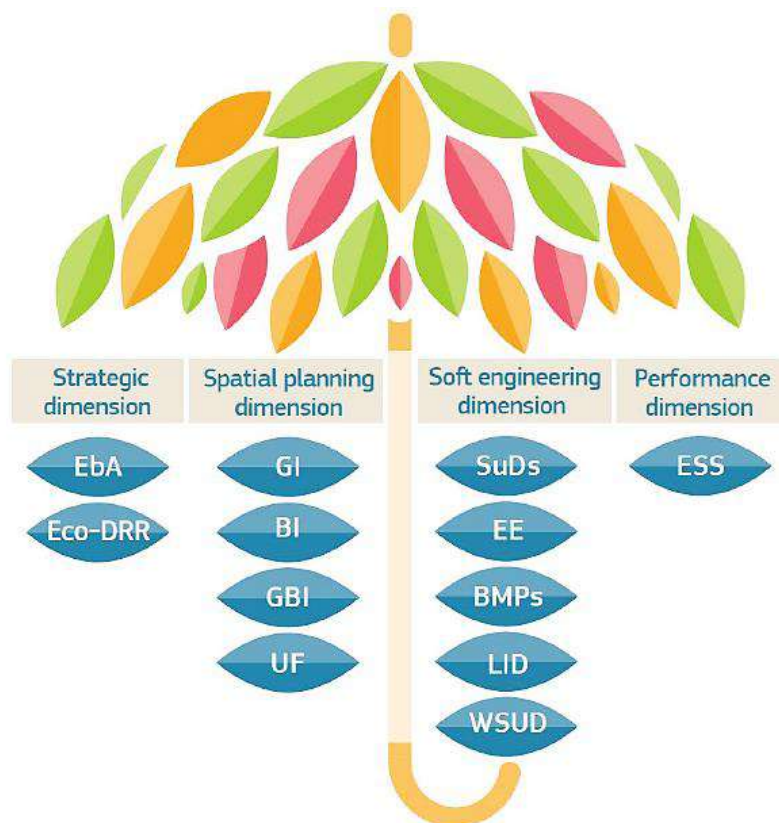 Strategic
dimension
EbA
Eco-DRR
Spatial planning
dimension
GI
BI
GBI
UF
Soft engineering
dimension
SuDs
EE
BMPs
LID
WSUD
Performance
dimension
ESS